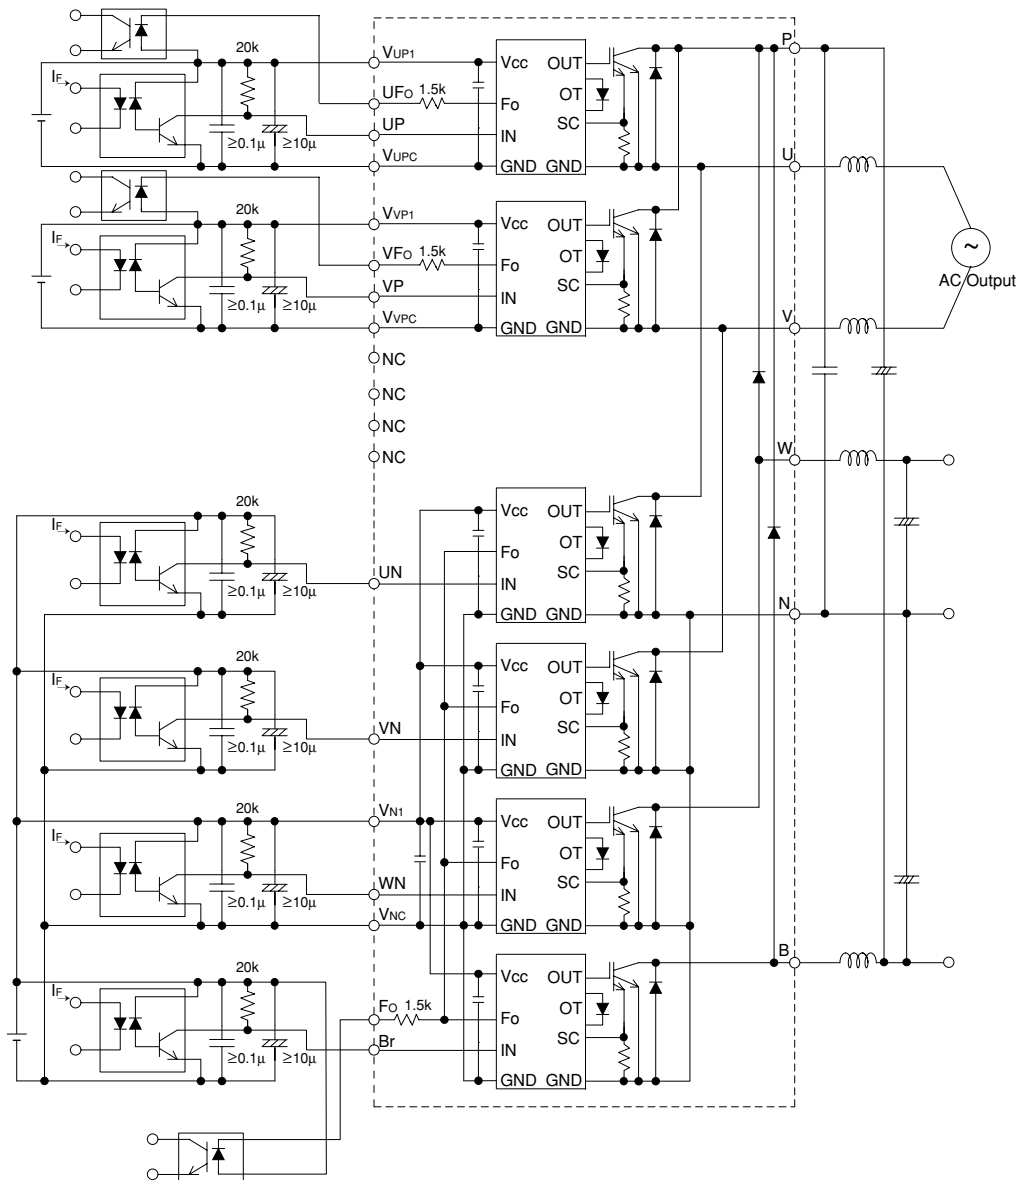 20k
IF
≥0.1µ
≥10µ
VUP1
UFO 1.5k
UP
VUPC
Vcc
OUT
OT
Fo
SC
IN
GND GND
P
U
20k
IF
≥0.1µ
≥10µ
VVP1
VFO 1.5k
VP
VVPC
Vcc
OUT
OT
Fo
SC
IN
GND GND
~
AC Output
V
NC
NC
NC
NC
W
20k
IF
≥0.1µ
≥10µ
UN
Vcc
OUT
OT
Fo
SC
IN
GND GND
N
20k
IF
≥0.1µ
≥10µ
VN
Vcc
OUT
OT
Fo
SC
IN
GND GND
20k
IF
≥0.1µ
≥10µ
VN1
WN
VNC
Vcc
OUT
OT
Fo
SC
IN
GND GND
B
20k
IF
≥0.1µ
≥10µ
FO 1.5k
Br
Vcc
OUT
OT
Fo
SC
IN
GND GND